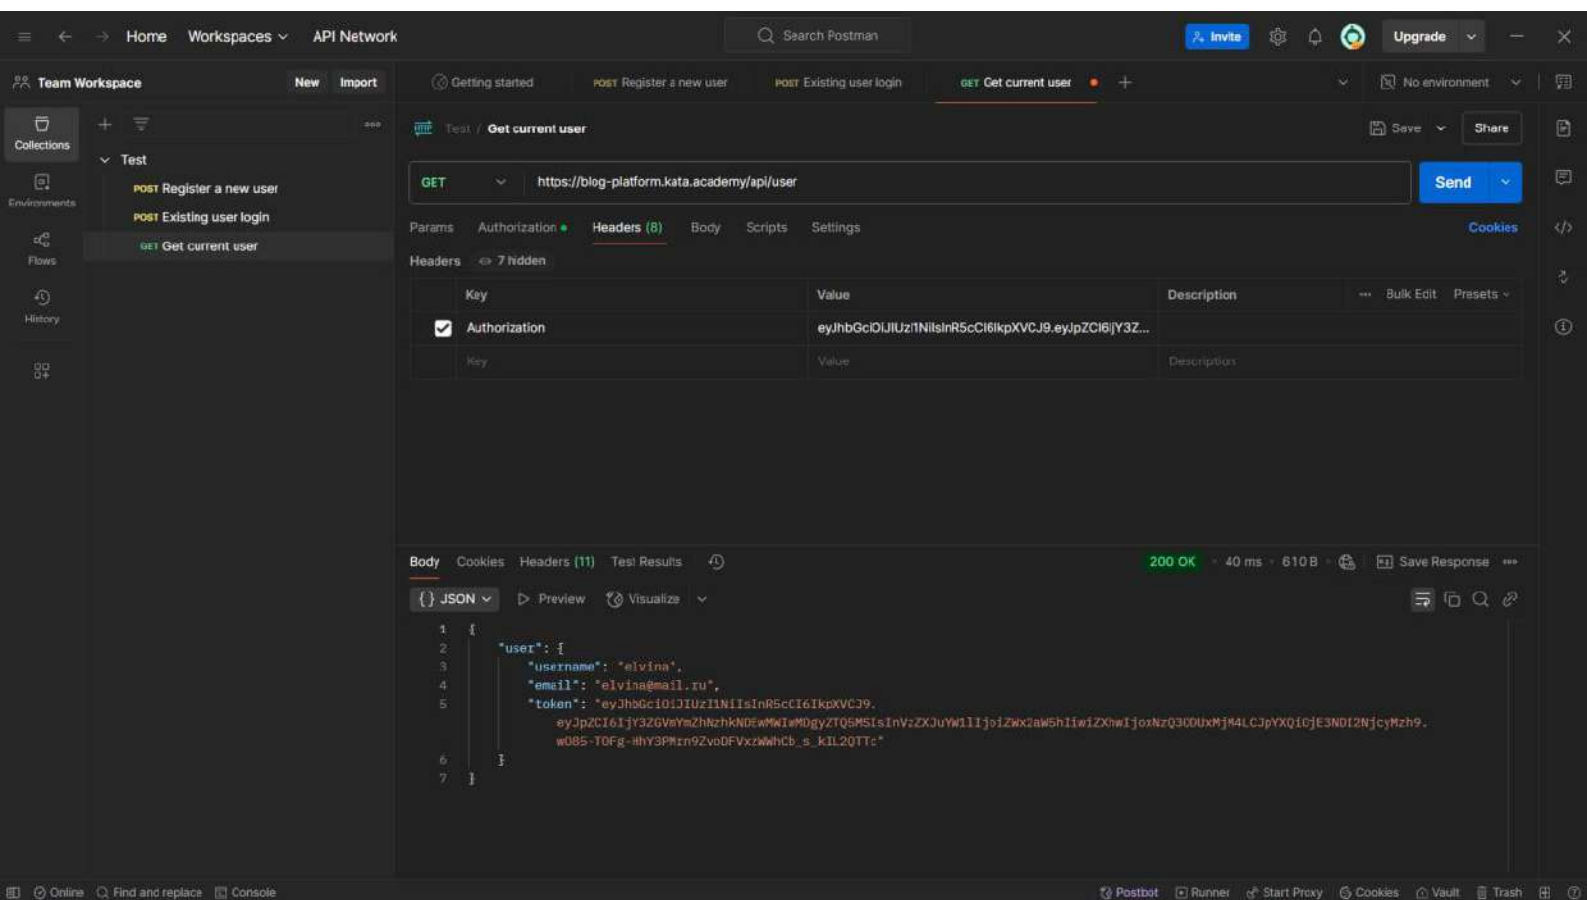 Home Workspaces API Network Search Postman Invite Upgrade
Team Workspace New Import Getting started POST Register a new user POST Existing user login GET Get current user No environment
Collections
Environments
Flows
History
Test
POST Register a new user
POST Existing user login
GET Get current user
HTTP Test / Get current user Save Share
GET https://blog-platform.kata.academy/api/user Send
Params Authorization Headers (8) Body Scripts Settings Cookies
Headers 7 hidden
Key Value Description Bulk Edit Presets
Authorization
Key Value Description
Body Cookies Headers (11) Test Results 200 OK 40 ms 610 B Save Response
{} JSON Preview Visualize
1 {
2 "user": {
3 "username": "elvina",
4 "email": "elvina@mail.ru",
5 "token":
6 }
7 }
Online Find and replace Console Postbot Runner Start Proxy Cookies Vault Trash